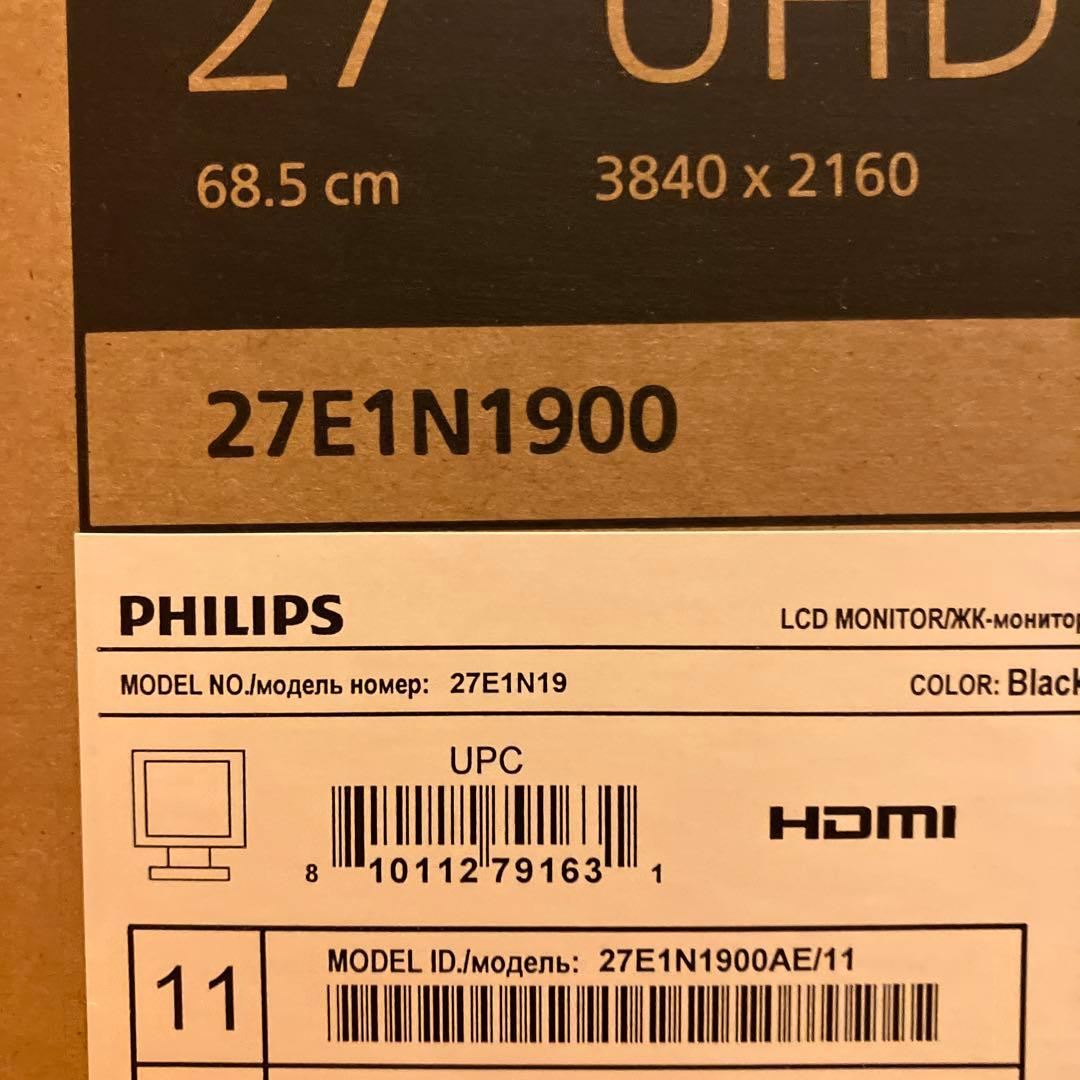 27 UHD
68.5 cm 3840 x 2160
27E1N1900
PHILIPS LCD MONITOR/ЖК-монитор
MODEL NO./модель номер: 27E1N19 COLOR: Black
UPC
HDMI
8 10112 79163 1
11 MODEL ID./модель: 27E1N1900AE/11